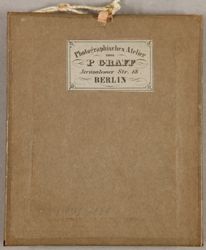 Photographisches Atelier
von
P GRAFF
Jerusalemer Str. 18.
BERLIN